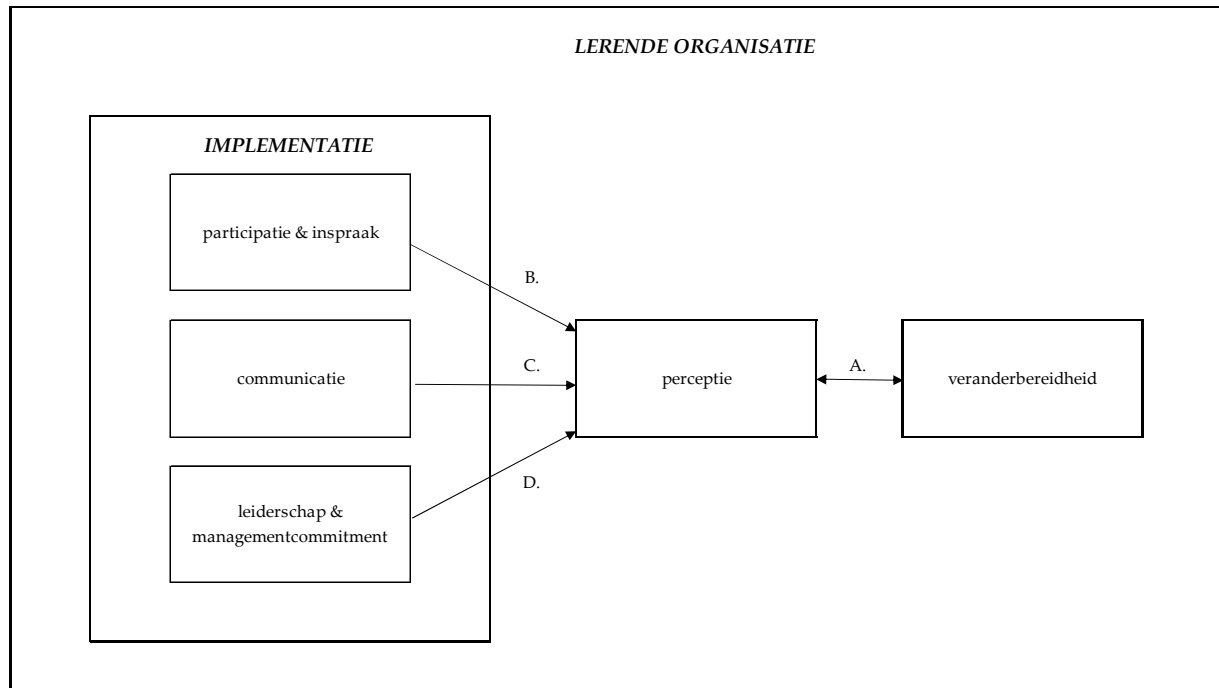 LERENDE ORGANISATIE
IMPLEMENTATIE
participatie & inspraak
B.
communicatie
C.
perceptie
A.
veranderbereidheid
D.
leiderschap &
managementcommitment